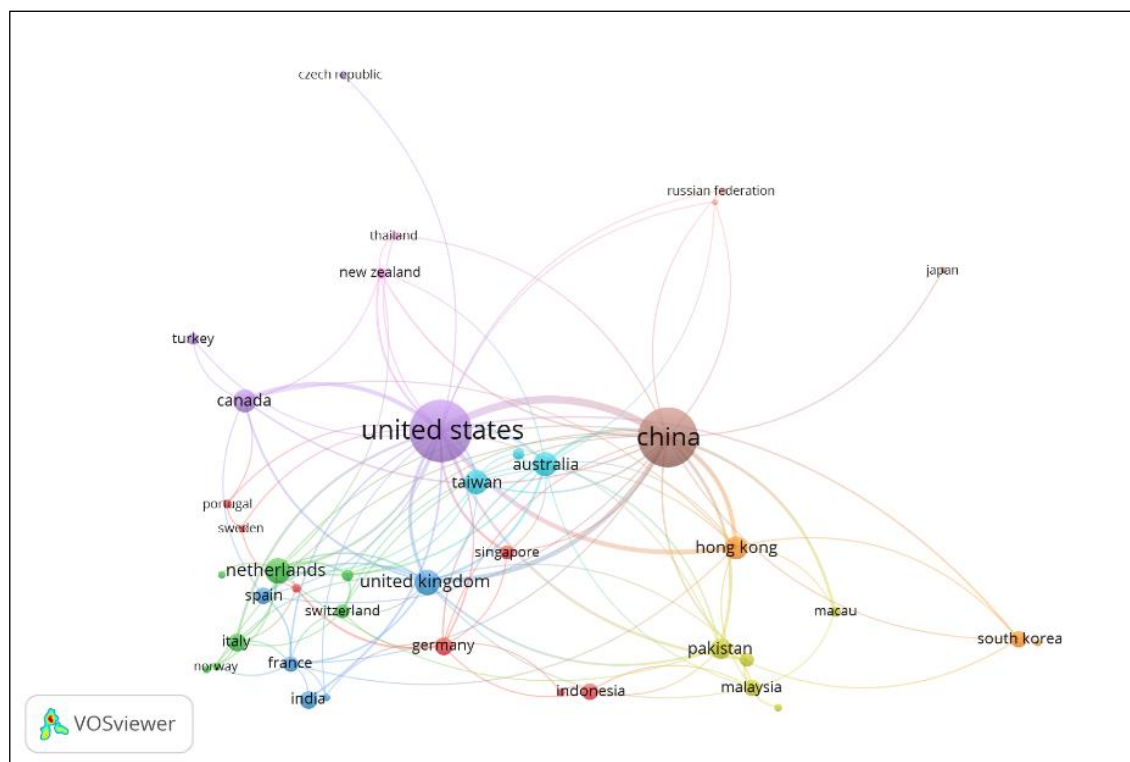 czech republic
russian federation
thailand
new zealand
japan
turkey
canada
united states
china
australia
taiwan
portugal
sweden
singapore
hong kong
netherlands
united kingdom
spain
switzerland
macau
italy
germany
pakistan
south korea
norway
france
malaysia
indonesia
india
VOSviewer